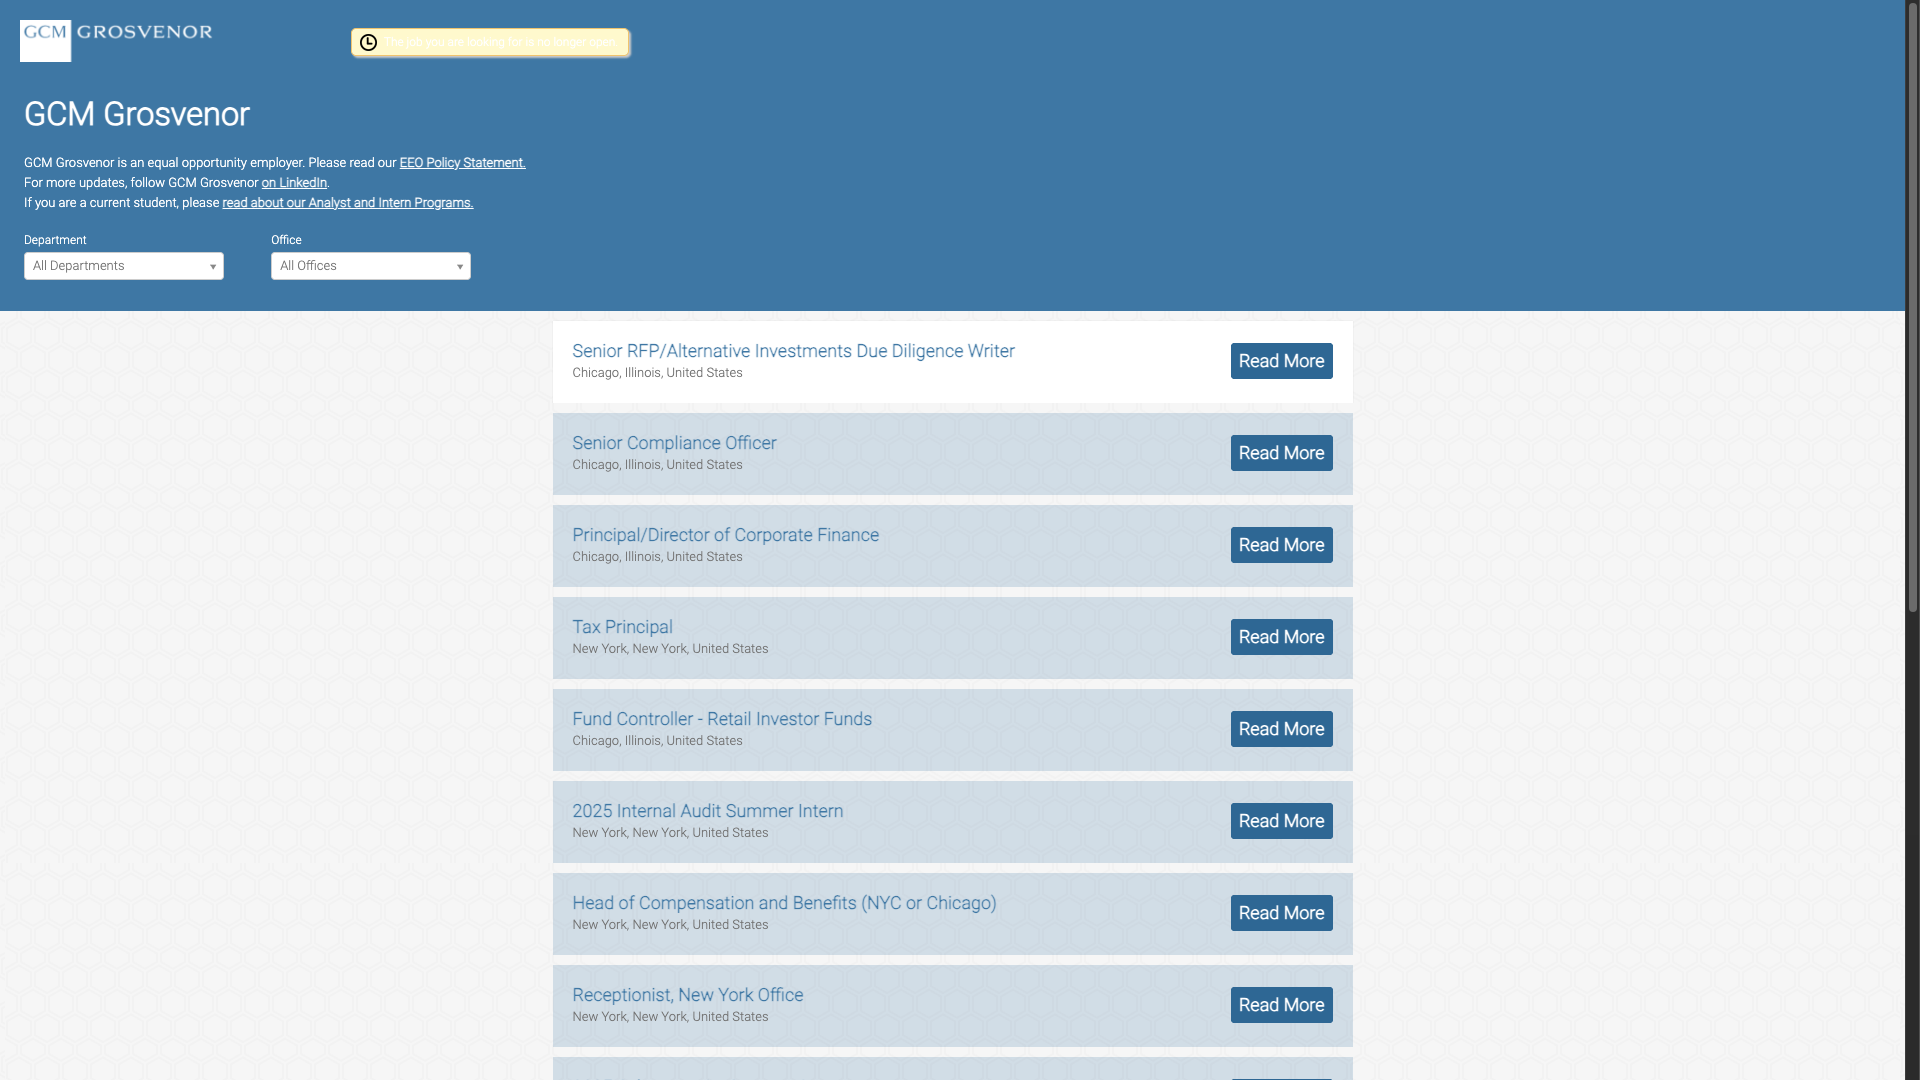 GCM GROSVENOR
The job you are looking for is no longer open.
GCM Grosvenor
GCM Grosvenor is an equal opportunity employer. Please read our EEO Policy Statement.
For more updates, follow GCM Grosvenor on LinkedIn.
If you are a current student, please read about our Analyst and Intern Programs.
Department
Office
All Departments
All Offices
Senior RFP/Alternative Investments Due Diligence Writer
Read More
Chicago, Illinois, United States
Senior Compliance Officer
Read More
Chicago, Illinois, United States
Principal/Director of Corporate Finance
Read More
Chicago, Illinois, United States
Tax Principal
Read More
New York, New York, United States
Fund Controller - Retail Investor Funds
Read More
Chicago, Illinois, United States
2025 Internal Audit Summer Intern
Read More
New York, New York, United States
Head of Compensation and Benefits (NYC or Chicago)
Read More
New York, New York, United States
Receptionist, New York Office
Read More
New York, New York, United States